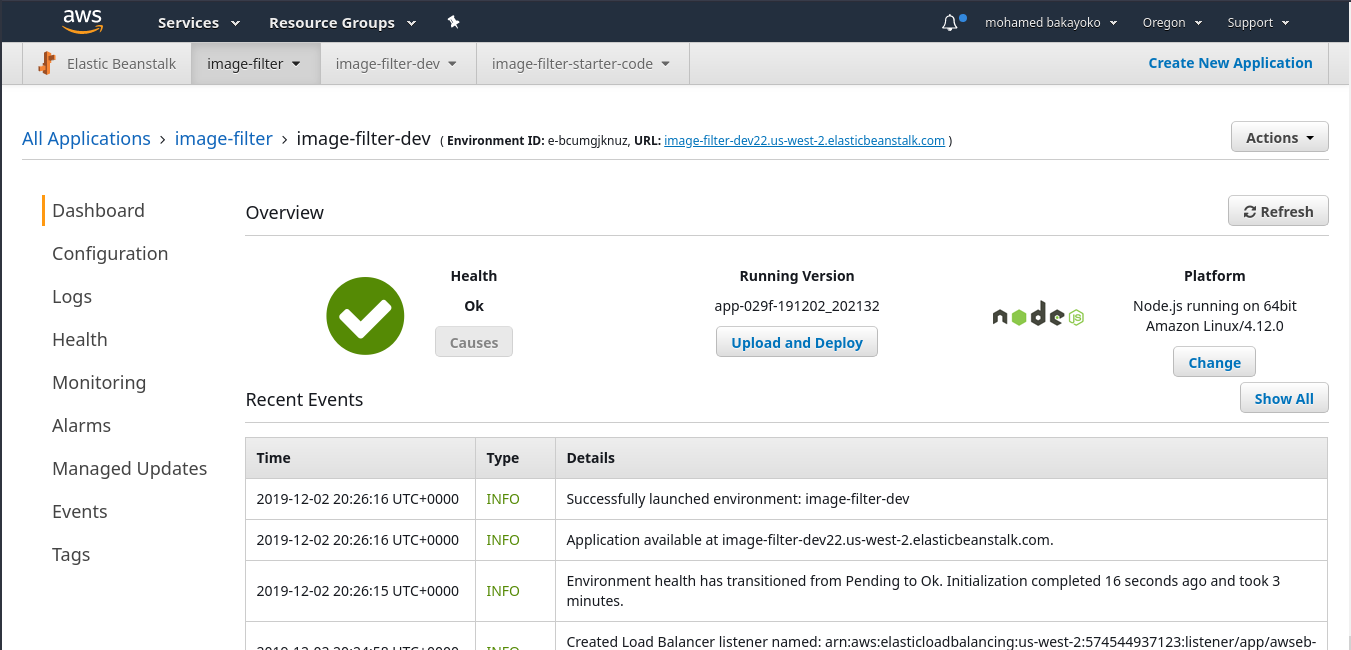 aws Services Resource Groups mohamed bakayoko Oregon Support
Elastic Beanstalk image-filter image-filter-dev image-filter-starter-code Create New Application
All Applications › image-filter › image-filter-dev ( Environment ID: e-bcumgjknuz, URL: image-filter-dev22.us-west-2.elasticbeanstalk.com ) Actions
Dashboard
Configuration
Logs
Health
Monitoring
Alarms
Managed Updates
Events
Tags
Overview Refresh
Health
Ok
Causes
Running Version
app-029f-191202_202132
Upload and Deploy
node JS
Platform
Node.js running on 64bit
Amazon Linux/4.12.0
Change
Recent Events Show All
Time Type Details
2019-12-02 20:26:16 UTC+0000 INFO Successfully launched environment: image-filter-dev
2019-12-02 20:26:16 UTC+0000 INFO Application available at image-filter-dev22.us-west-2.elasticbeanstalk.com.
2019-12-02 20:26:15 UTC+0000 INFO Environment health has transitioned from Pending to Ok. Initialization completed 16 seconds ago and took 3
minutes.
Created Load Balancer listener named: arn:aws:elasticloadbalancing:us-west-2:574544937123:listener/app/awseb-